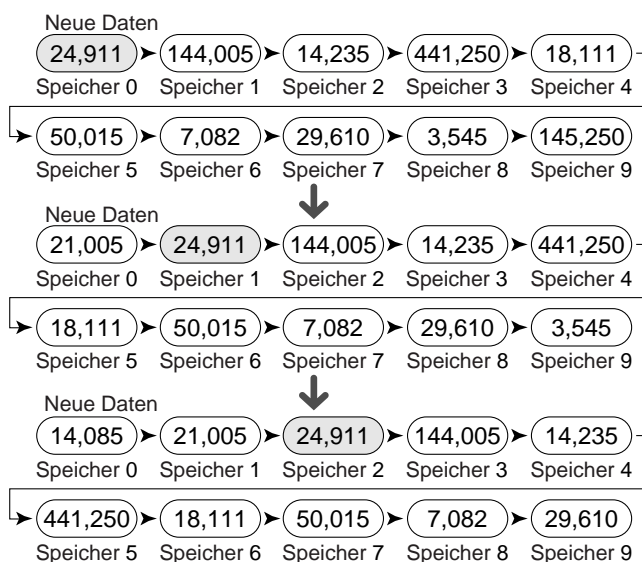 Neue Daten
24,911 144,005 14,235 441,250 18,111
Speicher 0 Speicher 1 Speicher 2 Speicher 3 Speicher 4
50,015 7,082 29,610 3,545 145,250
Speicher 5 Speicher 6 Speicher 7 Speicher 8 Speicher 9
Neue Daten
21,005 24,911 144,005 14,235 441,250
Speicher 0 Speicher 1 Speicher 2 Speicher 3 Speicher 4
18,111 50,015 7,082 29,610 3,545
Speicher 5 Speicher 6 Speicher 7 Speicher 8 Speicher 9
Neue Daten
14,085 21,005 24,911 144,005 14,235
Speicher 0 Speicher 1 Speicher 2 Speicher 3 Speicher 4
441,250 18,111 50,015 7,082 29,610
Speicher 5 Speicher 6 Speicher 7 Speicher 8 Speicher 9